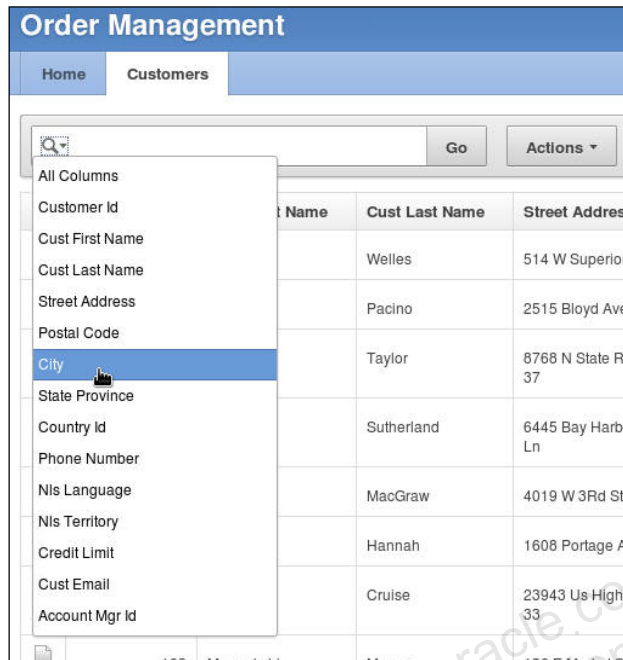 Order Management
Home Customers
Go Actions
All Columns
Customer Id
t Name Cust Last Name Street Addres
Cust First Name
Welles 514 W Superio
Cust Last Name
Street Address
Pacino 2515 Bloyd Ave
Postal Code
City
Taylor 8768 N State R
37
State Province
Country Id
Sutherland 6445 Bay Harb
Ln
Phone Number
Nls Language
MacGraw 4019 W 3Rd St
Nls Territory
Hannah 1608 Portage A
Credit Limit
Cust Email
Cruise 23943 Us High
33
Account Mgr Id
racle.co